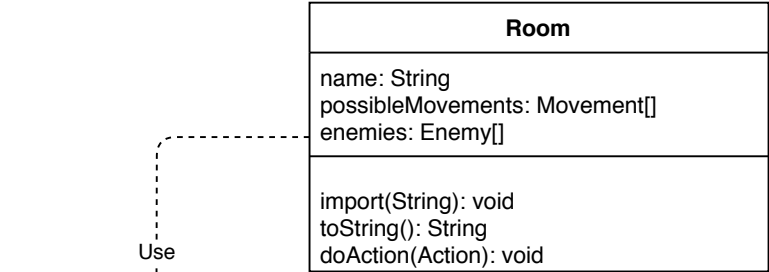 Room
name: String
possibleMovements: Movement[]
enemies: Enemy[]
import(String): void
toString(): String
doAction(Action): void
Use